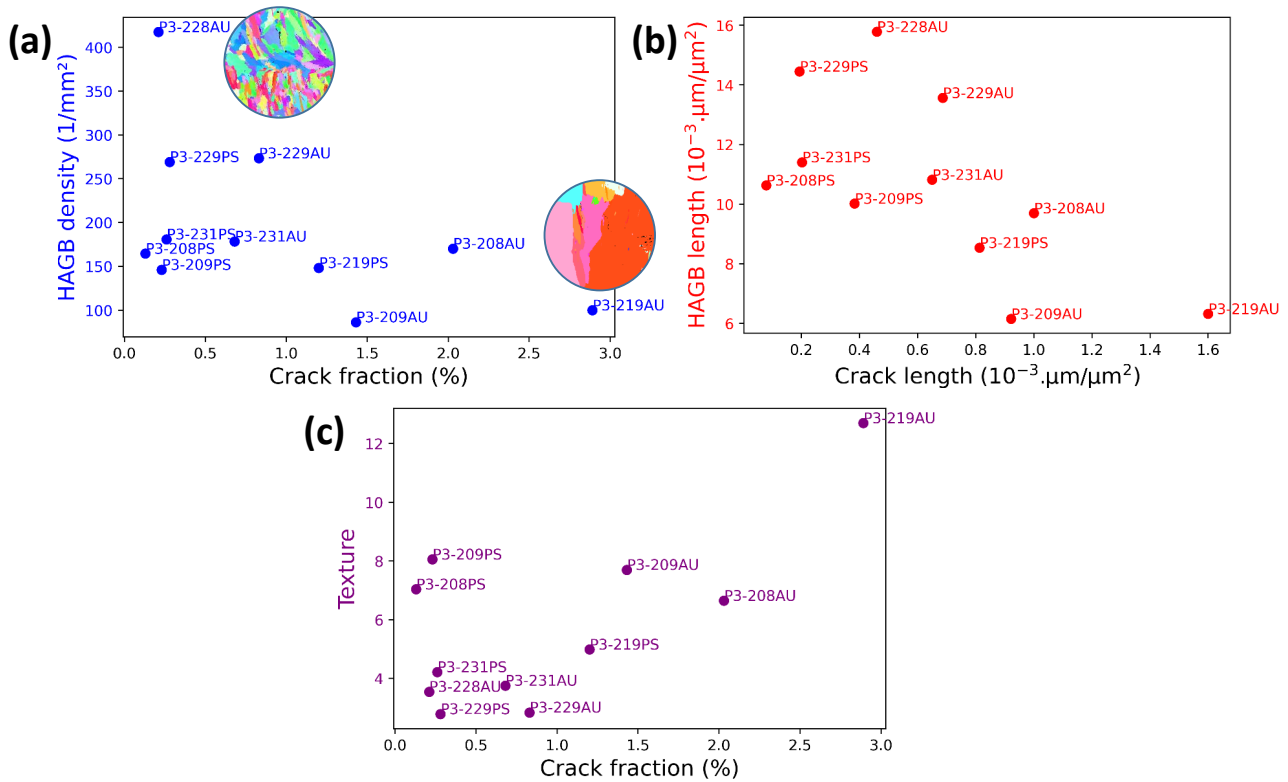 (a)
HAGB density (1/mm²)
400
350
300
250
200
150
100
P3-228AU
P3-229PS
P3-229AU
P3-231PS
P3-231AU
P3-208PS
P3-209PS
P3-219PS
P3-208AU
P3-209AU
P3-219AU
0.0 0.5 1.0 1.5 2.0 2.5 3.0
Crack fraction (%)
(b)
HAGB length (10⁻³.µm/µm²)
16
14
12
10
8
6
P3-228AU
P3-229PS
P3-229AU
P3-231PS
P3-208PS
P3-231AU
P3-209PS
P3-208AU
P3-219PS
P3-209AU
P3-219AU
0.2 0.4 0.6 0.8 1.0 1.2 1.4 1.6
Crack length (10⁻³.µm/µm²)
(c)
Texture
12
10
8
6
4
P3-219AU
P3-209PS
P3-208PS
P3-209AU
P3-208AU
P3-219PS
P3-231PS
P3-228AU
P3-231AU
P3-229PS
P3-229AU
0.0 0.5 1.0 1.5 2.0 2.5 3.0
Crack fraction (%)